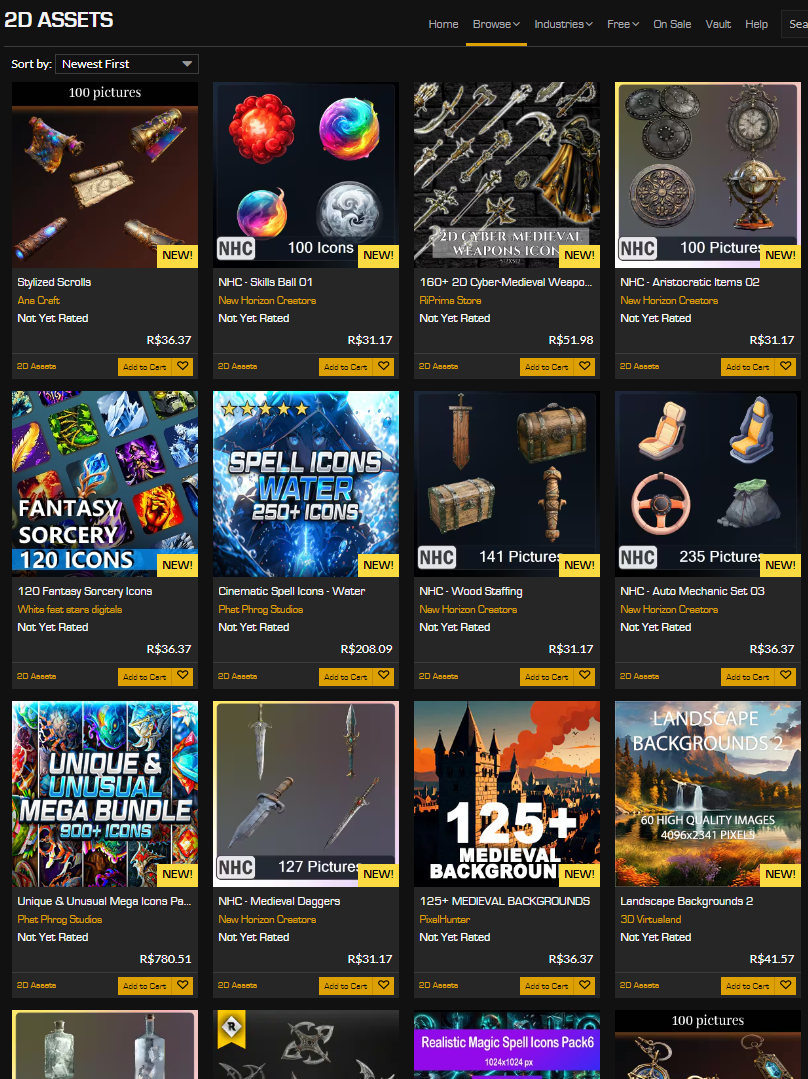 2D ASSETS
Home Browse Industries Free On Sale Vault Help Sea
Sort by: Newest First
100 pictures
NEW!
Stylized Scrolls
Ana Craft
Not Yet Rated
R$36.37
2D Assets Add to Cart
NHC 100 Icons
NEW!
NHC - Skills Ball 01
New Horizon Creators
Not Yet Rated
R$31.17
2D Assets Add to Cart
2D CYBER-MEDIEVAL
WEAPONS ICON
512X512
NEW!
160+ 2D Cyber-Medieval Weapo...
RiPrime Store
Not Yet Rated
R$51.98
2D Assets Add to Cart
NHC 100 Pictures
NEW!
NHC - Aristocratic Items 02
New Horizon Creators
Not Yet Rated
R$31.17
2D Assets Add to Cart
FANTASY
SORCERY
120 ICONS
NEW!
120 Fantasy Sorcery Icons
White fast stars digitals
Not Yet Rated
R$36.37
2D Assets Add to Cart
SPELL ICONS
WATER
250+ ICONS
NEW!
Cinematic Spell Icons - Water
Phat Phrog Studios
Not Yet Rated
R$208.09
2D Assets Add to Cart
NHC 141 Pictures
NEW!
NHC - Wood Staffing
New Horizon Creators
Not Yet Rated
R$31.17
2D Assets Add to Cart
NHC 235 Pictures
NEW!
NHC - Auto Mechanic Set 03
New Horizon Creators
Not Yet Rated
R$36.37
2D Assets Add to Cart
UNIQUE &
UNUSUAL
MEGA BUNDLE
900+ ICONS
NEW!
Unique & Unusual Mega Icons Pa...
Phat Phrog Studios
Not Yet Rated
R$780.51
2D Assets Add to Cart
NHC 127 Pictures
NEW!
NHC - Medieval Daggers
New Horizon Creators
Not Yet Rated
R$31.17
2D Assets Add to Cart
125+
MEDIEVAL
BACKGROUN
NEW!
125+ MEDIEVAL BACKGROUNDS
PixelHunter
Not Yet Rated
R$36.37
2D Assets Add to Cart
LANDSCAPE
BACKGROUNDS 2
60 HIGH QUALITY IMAGES
4096x2341 PIXELS
NEW!
Landscape Backgrounds 2
3D Virtualand
Not Yet Rated
R$41.57
2D Assets Add to Cart
R
Realistic Magic Spell Icons Pack6
1024x1024 px
100 pictures